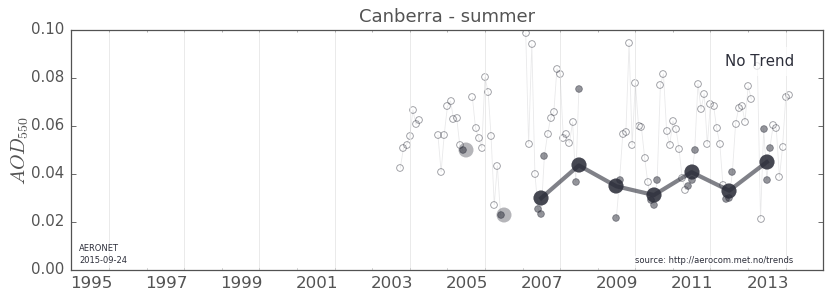 Canberra - summer
0.10
0.08
0.06
0.04
0.02
0.00
AOD550
No Trend
AERONET
2015-09-24
source: http://aerocom.met.no/trends
1995 1997 1999 2001 2003 2005 2007 2009 2011 2013